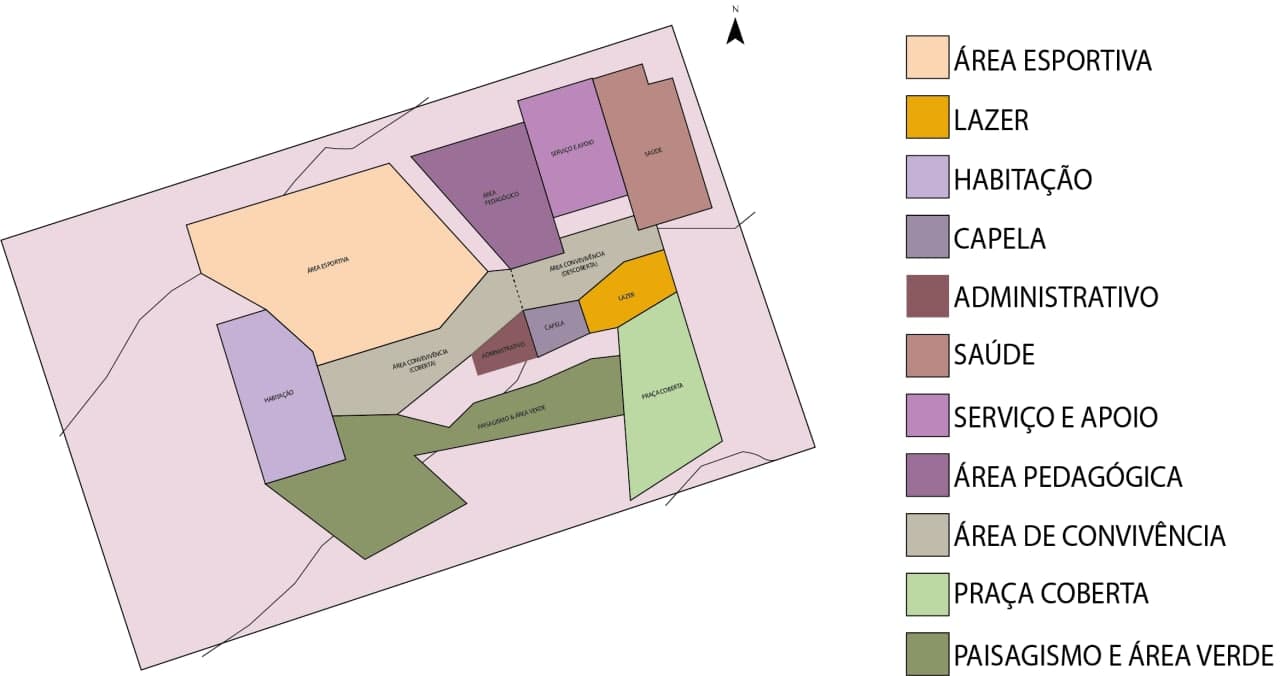 N
SERVIÇO E APOIO
SAÚDE
ÁREA
PEDAGÓGICO
ÁREA ESPORTIVA
ÁREA CONVIVÊNCIA
(DESCOBERTA)
LAZER
CAPELA
ADMINISTRATIVO
ÁREA CONVIVÊNCIA
(COBERTA)
HABITAÇÃO
PRAÇA COBERTA
PAISAGISMO & ÁREA VERDE
ÁREA ESPORTIVA
LAZER
HABITAÇÃO
CAPELA
ADMINISTRATIVO
SAÚDE
SERVIÇO E APOIO
ÁREA PEDAGÓGICA
ÁREA DE CONVIVÊNCIA
PRAÇA COBERTA
PAISAGISMO E ÁREA VERDE